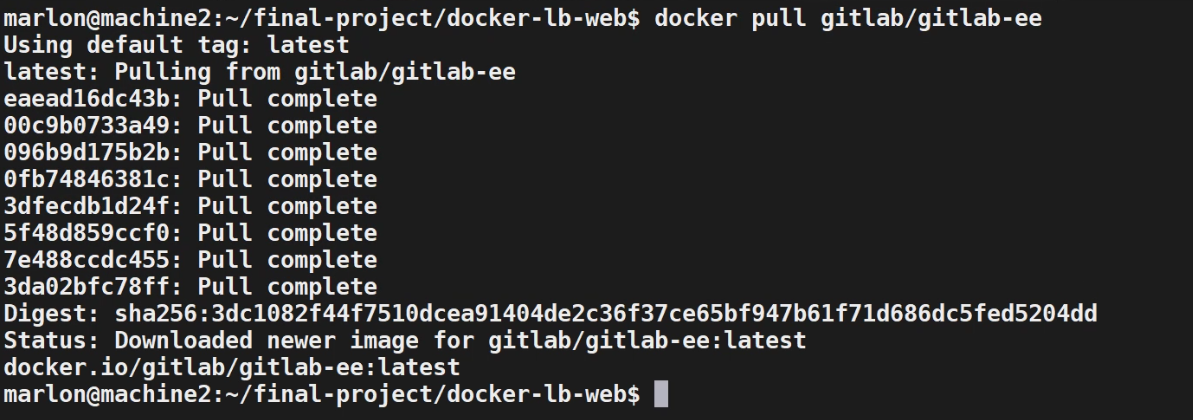 marlon@machine2:~/final-project/docker-lb-web$ docker pull gitlab/gitlab-ee
Using default tag: latest
latest: Pulling from gitlab/gitlab-ee
eaead16dc43b: Pull complete
00c9b0733a49: Pull complete
096b9d175b2b: Pull complete
0fb74846381c: Pull complete
3dfecdb1d24f: Pull complete
5f48d859ccf0: Pull complete
7e488ccdc455: Pull complete
3da02bfc78ff: Pull complete
Digest: sha256:3dc1082f44f7510dcea91404de2c36f37ce65bf947b61f71d686dc5fed5204dd
Status: Downloaded newer image for gitlab/gitlab-ee:latest
docker.io/gitlab/gitlab-ee:latest
marlon@machine2:~/final-project/docker-lb-web$